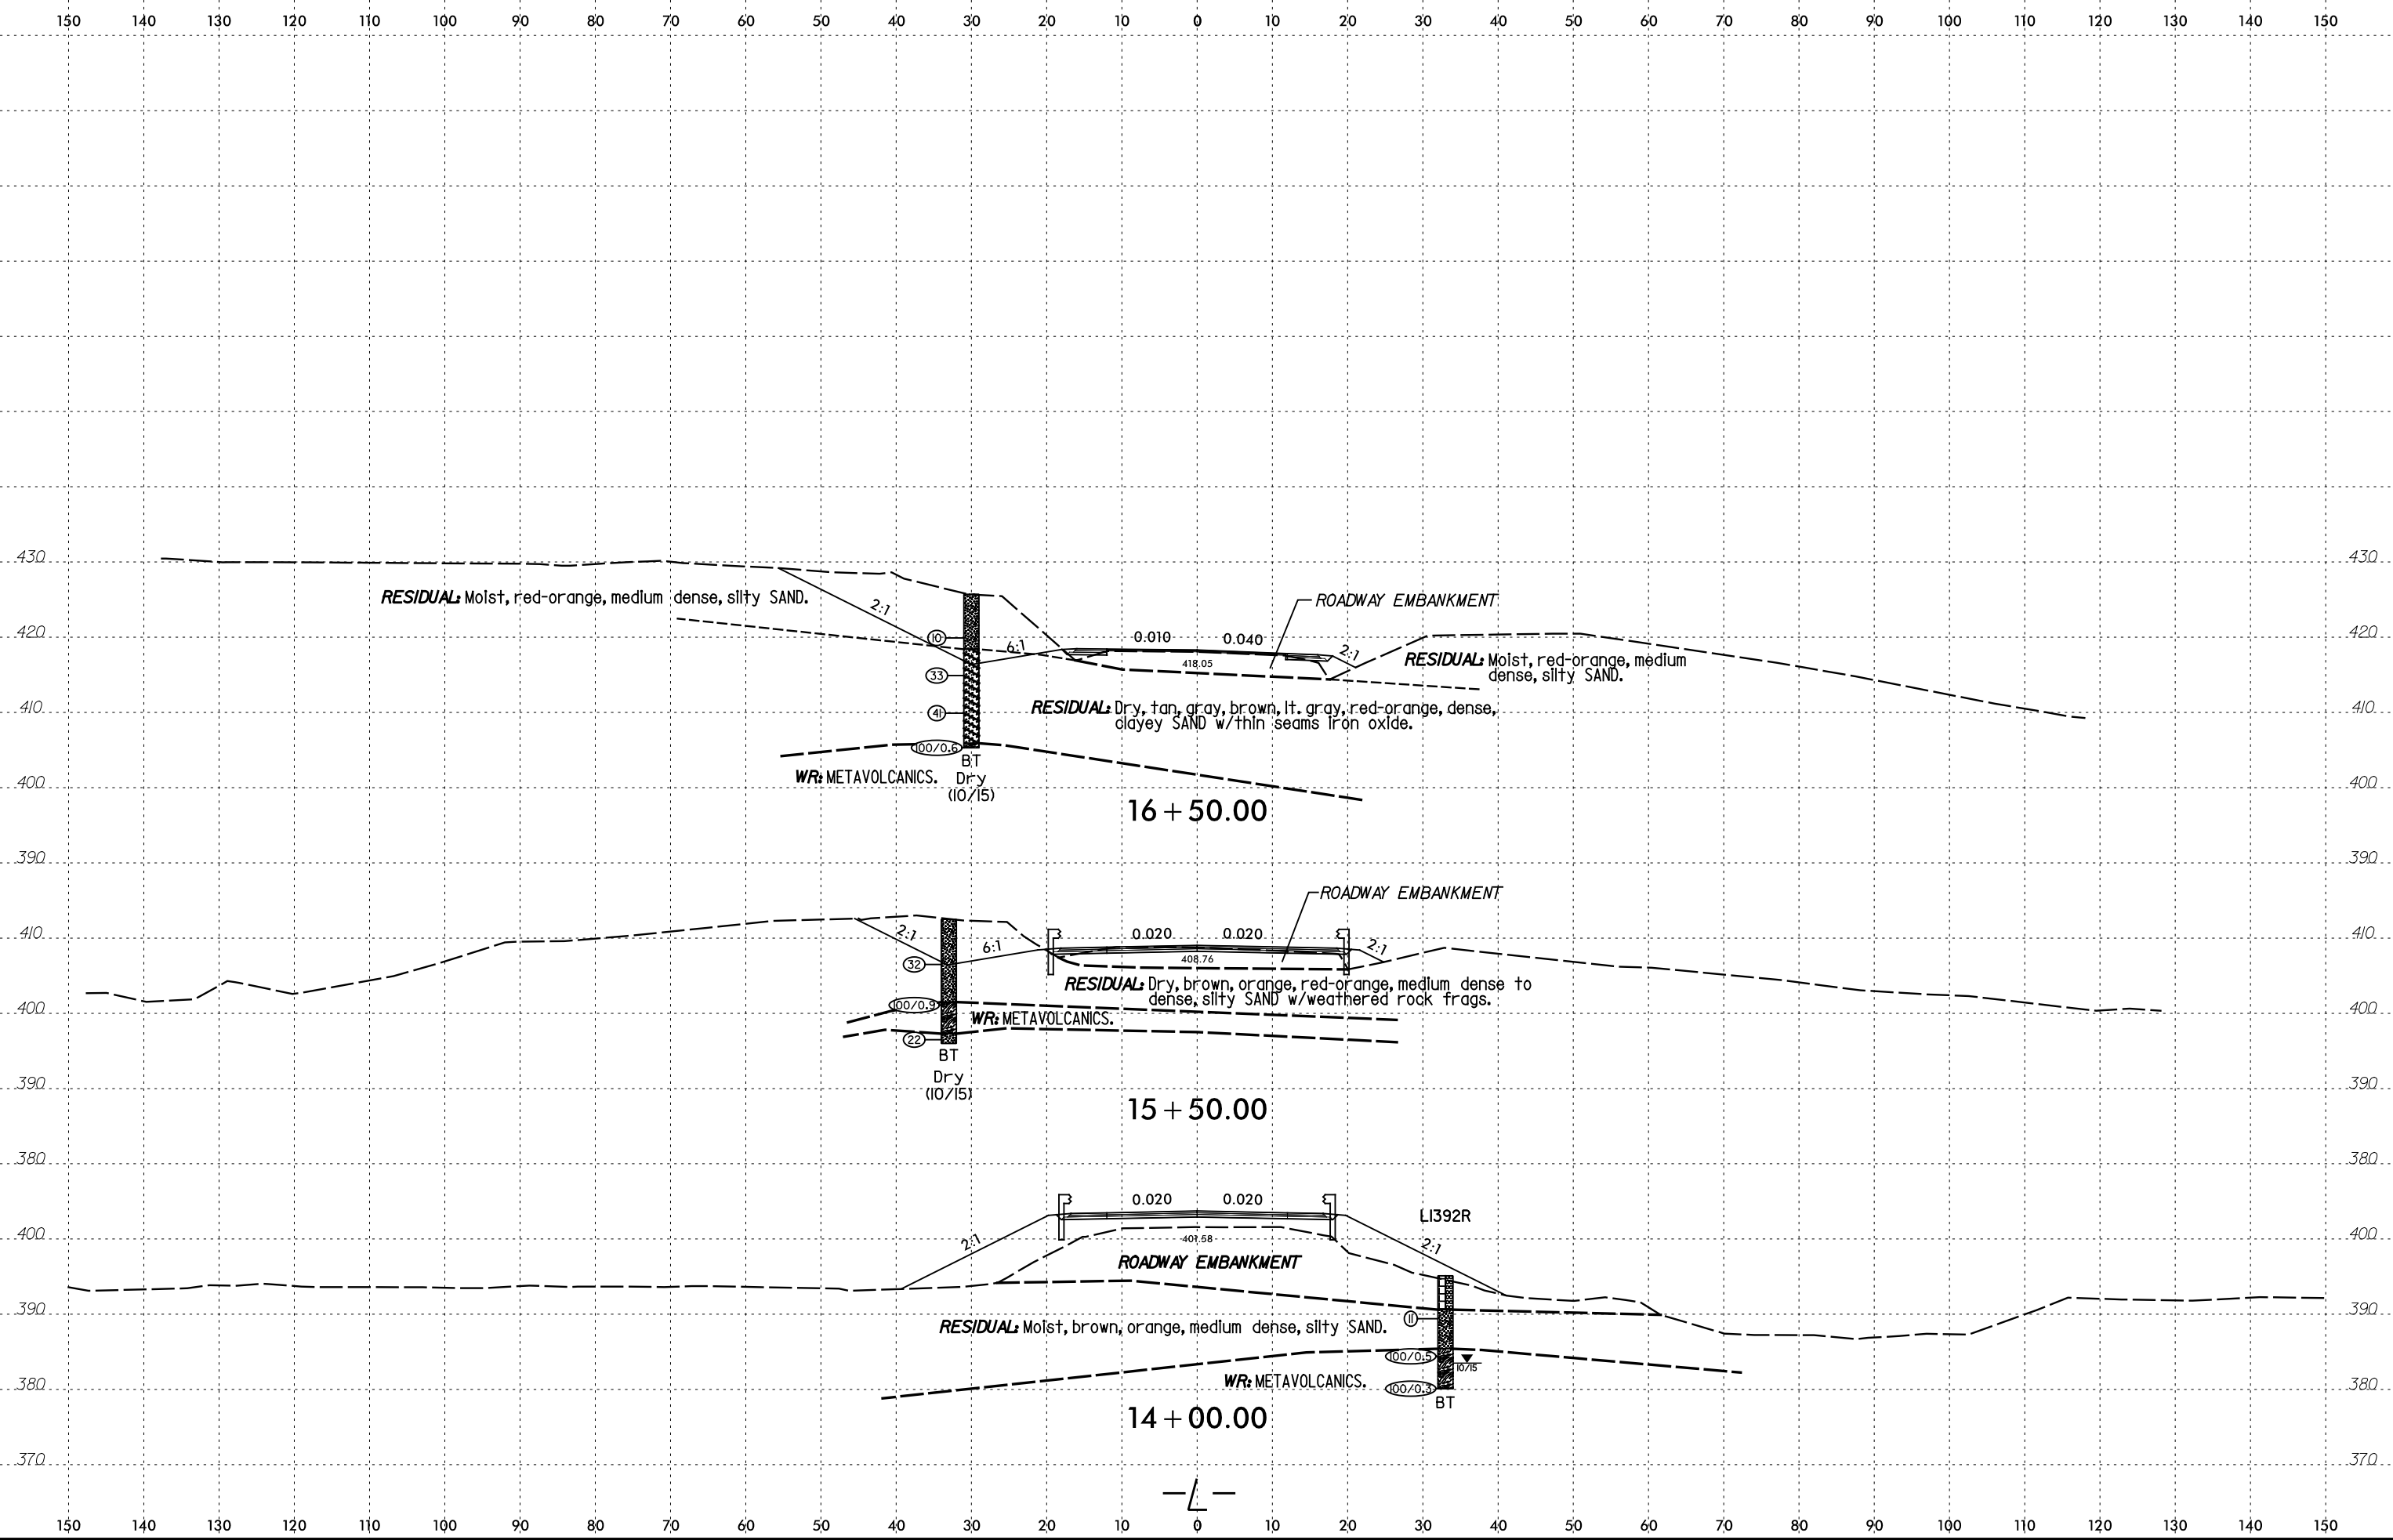 150 140 130 120 110 100 90 80 70 60 50 40 30 20 10 0 10 20 30 40 50 60 70 80 90 100 110 120 130 140 150
430 430
RESIDUAL: Moist, red-orange, medium dense, silty SAND.
2:1
ROADWAY EMBANKMENT
420 420
10
6:1
0.010 0.040
2:1
418.05
RESIDUAL: Moist, red-orange, medium
dense, silty SAND.
33
RESIDUAL: Dry, tan, gray, brown, lt. gray, red-orange, dense,
clayey SAND w/thin seams iron oxide.
410 410
41
100/0.6
BT
WR: METAVOLCANICS.
Dry
(10/15)
400 400
16+50.00
390 390
ROADWAY EMBANKMENT
410 410
2:1
6:1
0.020 0.020
2:1
32
408.76
RESIDUAL: Dry, brown, orange, red-orange, medium dense to
dense, silty SAND w/weathered rock frags.
100/0.9
400 400
WR: METAVOLCANICS.
22
BT
Dry
(10/15)
390 390
15+50.00
380 380
0.020 0.020
L1392R
400 400
2:1
401.58
2:1
ROADWAY EMBANKMENT
390 390
11
RESIDUAL: Moist, brown, orange, medium dense, silty SAND.
100/0.5
10/15
WR: METAVOLCANICS.
380 380
100/0.3
BT
14+00.00
370 370
-L-
150 140 130 120 110 100 90 80 70 60 50 40 30 20 10 0 10 20 30 40 50 60 70 80 90 100 110 120 130 140 150